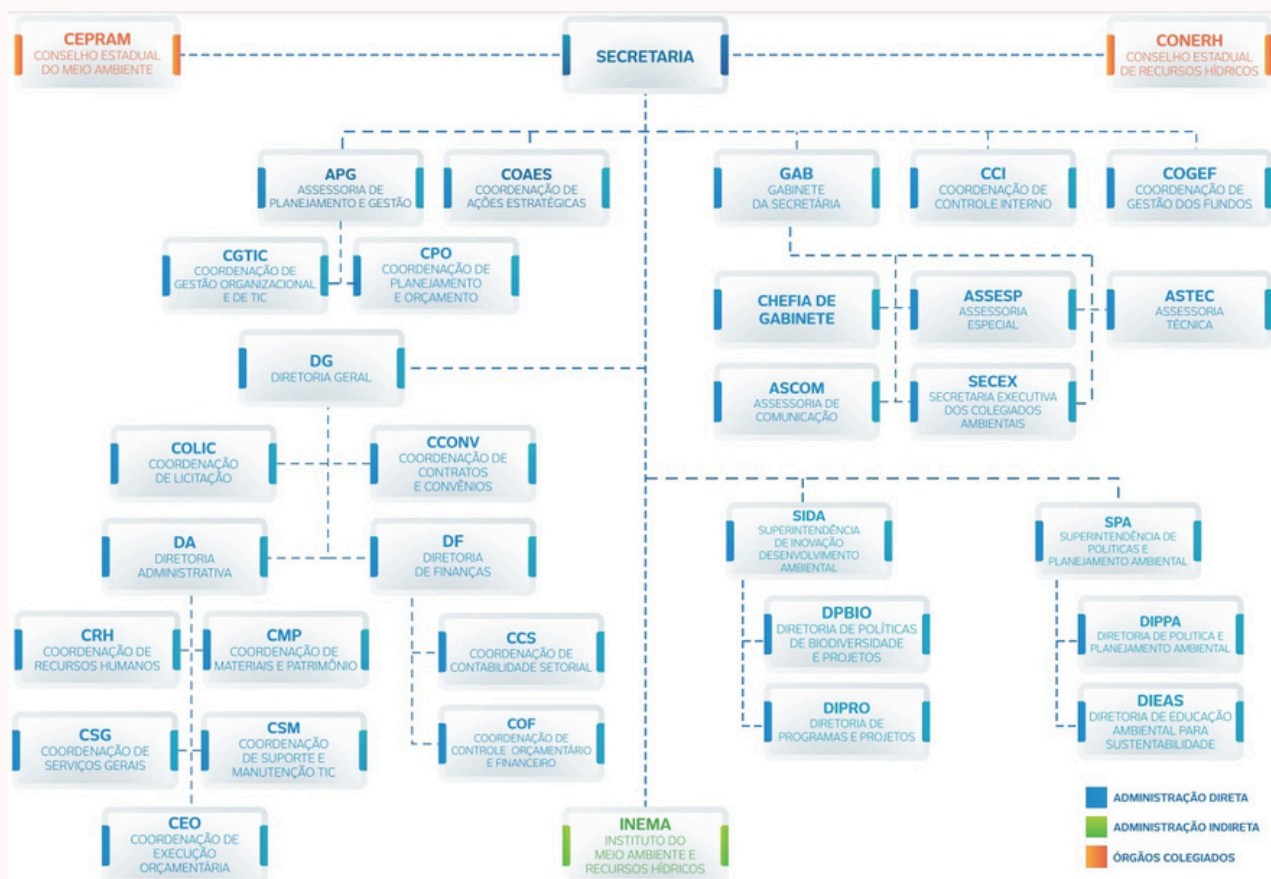 CEPRAM
CONSELHO ESTADUAL
DO MEIO AMBIENTE
SECRETARIA
CONERH
CONSELHO ESTADUAL
DE RECURSOS HÍDRICOS
APG
ASSESSORIA DE
PLANEJAMENTO E GESTÃO
COAES
COORDENAÇÃO DE
AÇÕES ESTRATÉGICAS
GAB
GABINETE
DA SECRETÁRIA
CCI
COORDENAÇÃO DE
CONTROLE INTERNO
COGEF
COORDENAÇÃO DE
GESTÃO DOS FUNDOS
CGTIC
COORDENAÇÃO DE
GESTÃO ORGANIZACIONAL
E DE TIC
CPO
COORDENAÇÃO DE
PLANEJAMENTO
E ORÇAMENTO
CHEFIA DE
GABINETE
ASSESP
ASSESSORIA
ESPECIAL
ASTEC
ASSESSORIA
TÉCNICA
DG
DIRETORIA GERAL
ASCOM
ASSESSORIA DE
COMUNICAÇÃO
SECEX
SECRETARIA EXECUTIVA
DOS COLEGIADOS
AMBIENTAIS
COLIC
COORDENAÇÃO
DE LICITAÇÃO
CCONV
COORDENAÇÃO DE
CONTRATOS
E CONVÊNIOS
DA
DIRETORIA
ADMINISTRATIVA
DF
DIRETORIA
DE FINANÇAS
SIDA
SUPERINTENDÊNCIA
DE INOVAÇÃO
DESENVOLVIMENTO
AMBIENTAL
SPA
SUPERINTENDÊNCIA
DE POLITICAS E
PLANEJAMENTO AMBIENTAL
CRH
COORDENAÇÃO DE
RECURSOS HUMANOS
CMP
COORDENAÇÃO DE
MATERIAIS E PATRIMÔNIO
CCS
COORDENAÇÃO DE
CONTABILIDADE SETORIAL
DPBIO
DIRETORIA DE POLÍTICAS
DE BIODIVERSIDADE
E PROJETOS
DIPPA
DIRETORIA DE POLITICA E
PLANEJAMENTO AMBIENTAL
CSG
COORDENAÇÃO DE
SERVIÇOS GERAIS
CSM
COORDENAÇÃO
DE SUPORTE E
MANUTENÇÃO TIC
COF
COORDENAÇÃO DE
CONTROLE ORÇAMENTÁRIO
E FINANCEIRO
DIPRO
DIRETORIA DE
PROGRAMAS E PROJETOS
DIEAS
DIRETORIA DE EDUCAÇÃO
AMBIENTAL PARA
SUSTENTABILIDADE
CEO
COORDENAÇÃO DE
EXECUÇÃO
ORÇAMENTÁRIA
INEMA
INSTITUTO DO
MEIO AMBIENTE E
RECURSOS HÍDRICOS
ADMINISTRAÇÃO DIRETA
ADMINISTRAÇÃO INDIRETA
ÓRGÃOS COLEGIADOS